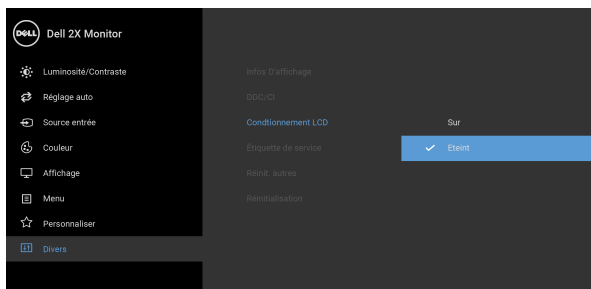 DELL Dell 2X Monitor
Luminosité/Contraste
Réglage auto
Source entrée
Couleur
Affichage
Menu
Personnaliser
Divers
Infos D'affichage
DDC/CI
Condtionnement LCD
Étiquette de service
Réinit. autres
Réinitialisation
Sur
Eteint